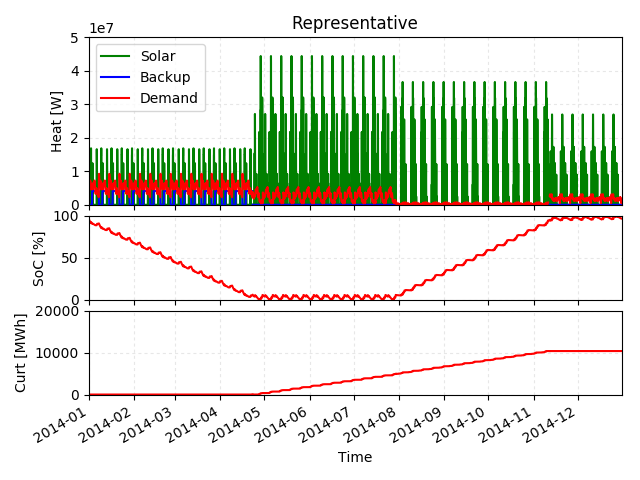 Representative
1e7
5
4
3
2
1
0
Heat [W]
Solar
Backup
Demand
100
50
0
SoC [%]
20000
10000
0
Curt [MWh]
2014-01
2014-02
2014-03
2014-04
2014-05
2014-06
2014-07
2014-08
2014-09
2014-10
2014-11
2014-12
Time